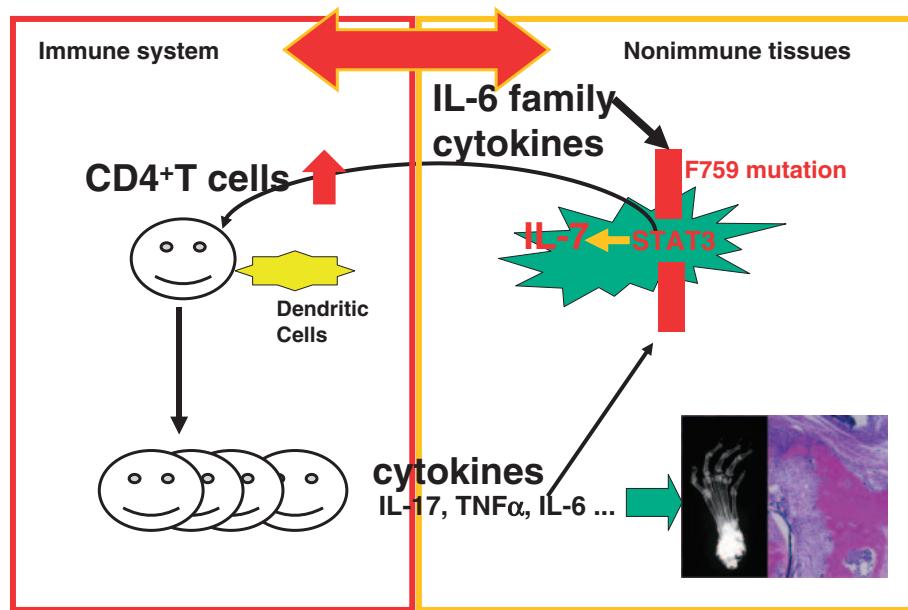 Immune system
Nonimmune tissues
IL-6 family
cytokines
CD4⁺T cells
F759 mutation
IL-7
STAT3
Dendritic
Cells
cytokines
IL-17, TNFα, IL-6 ...